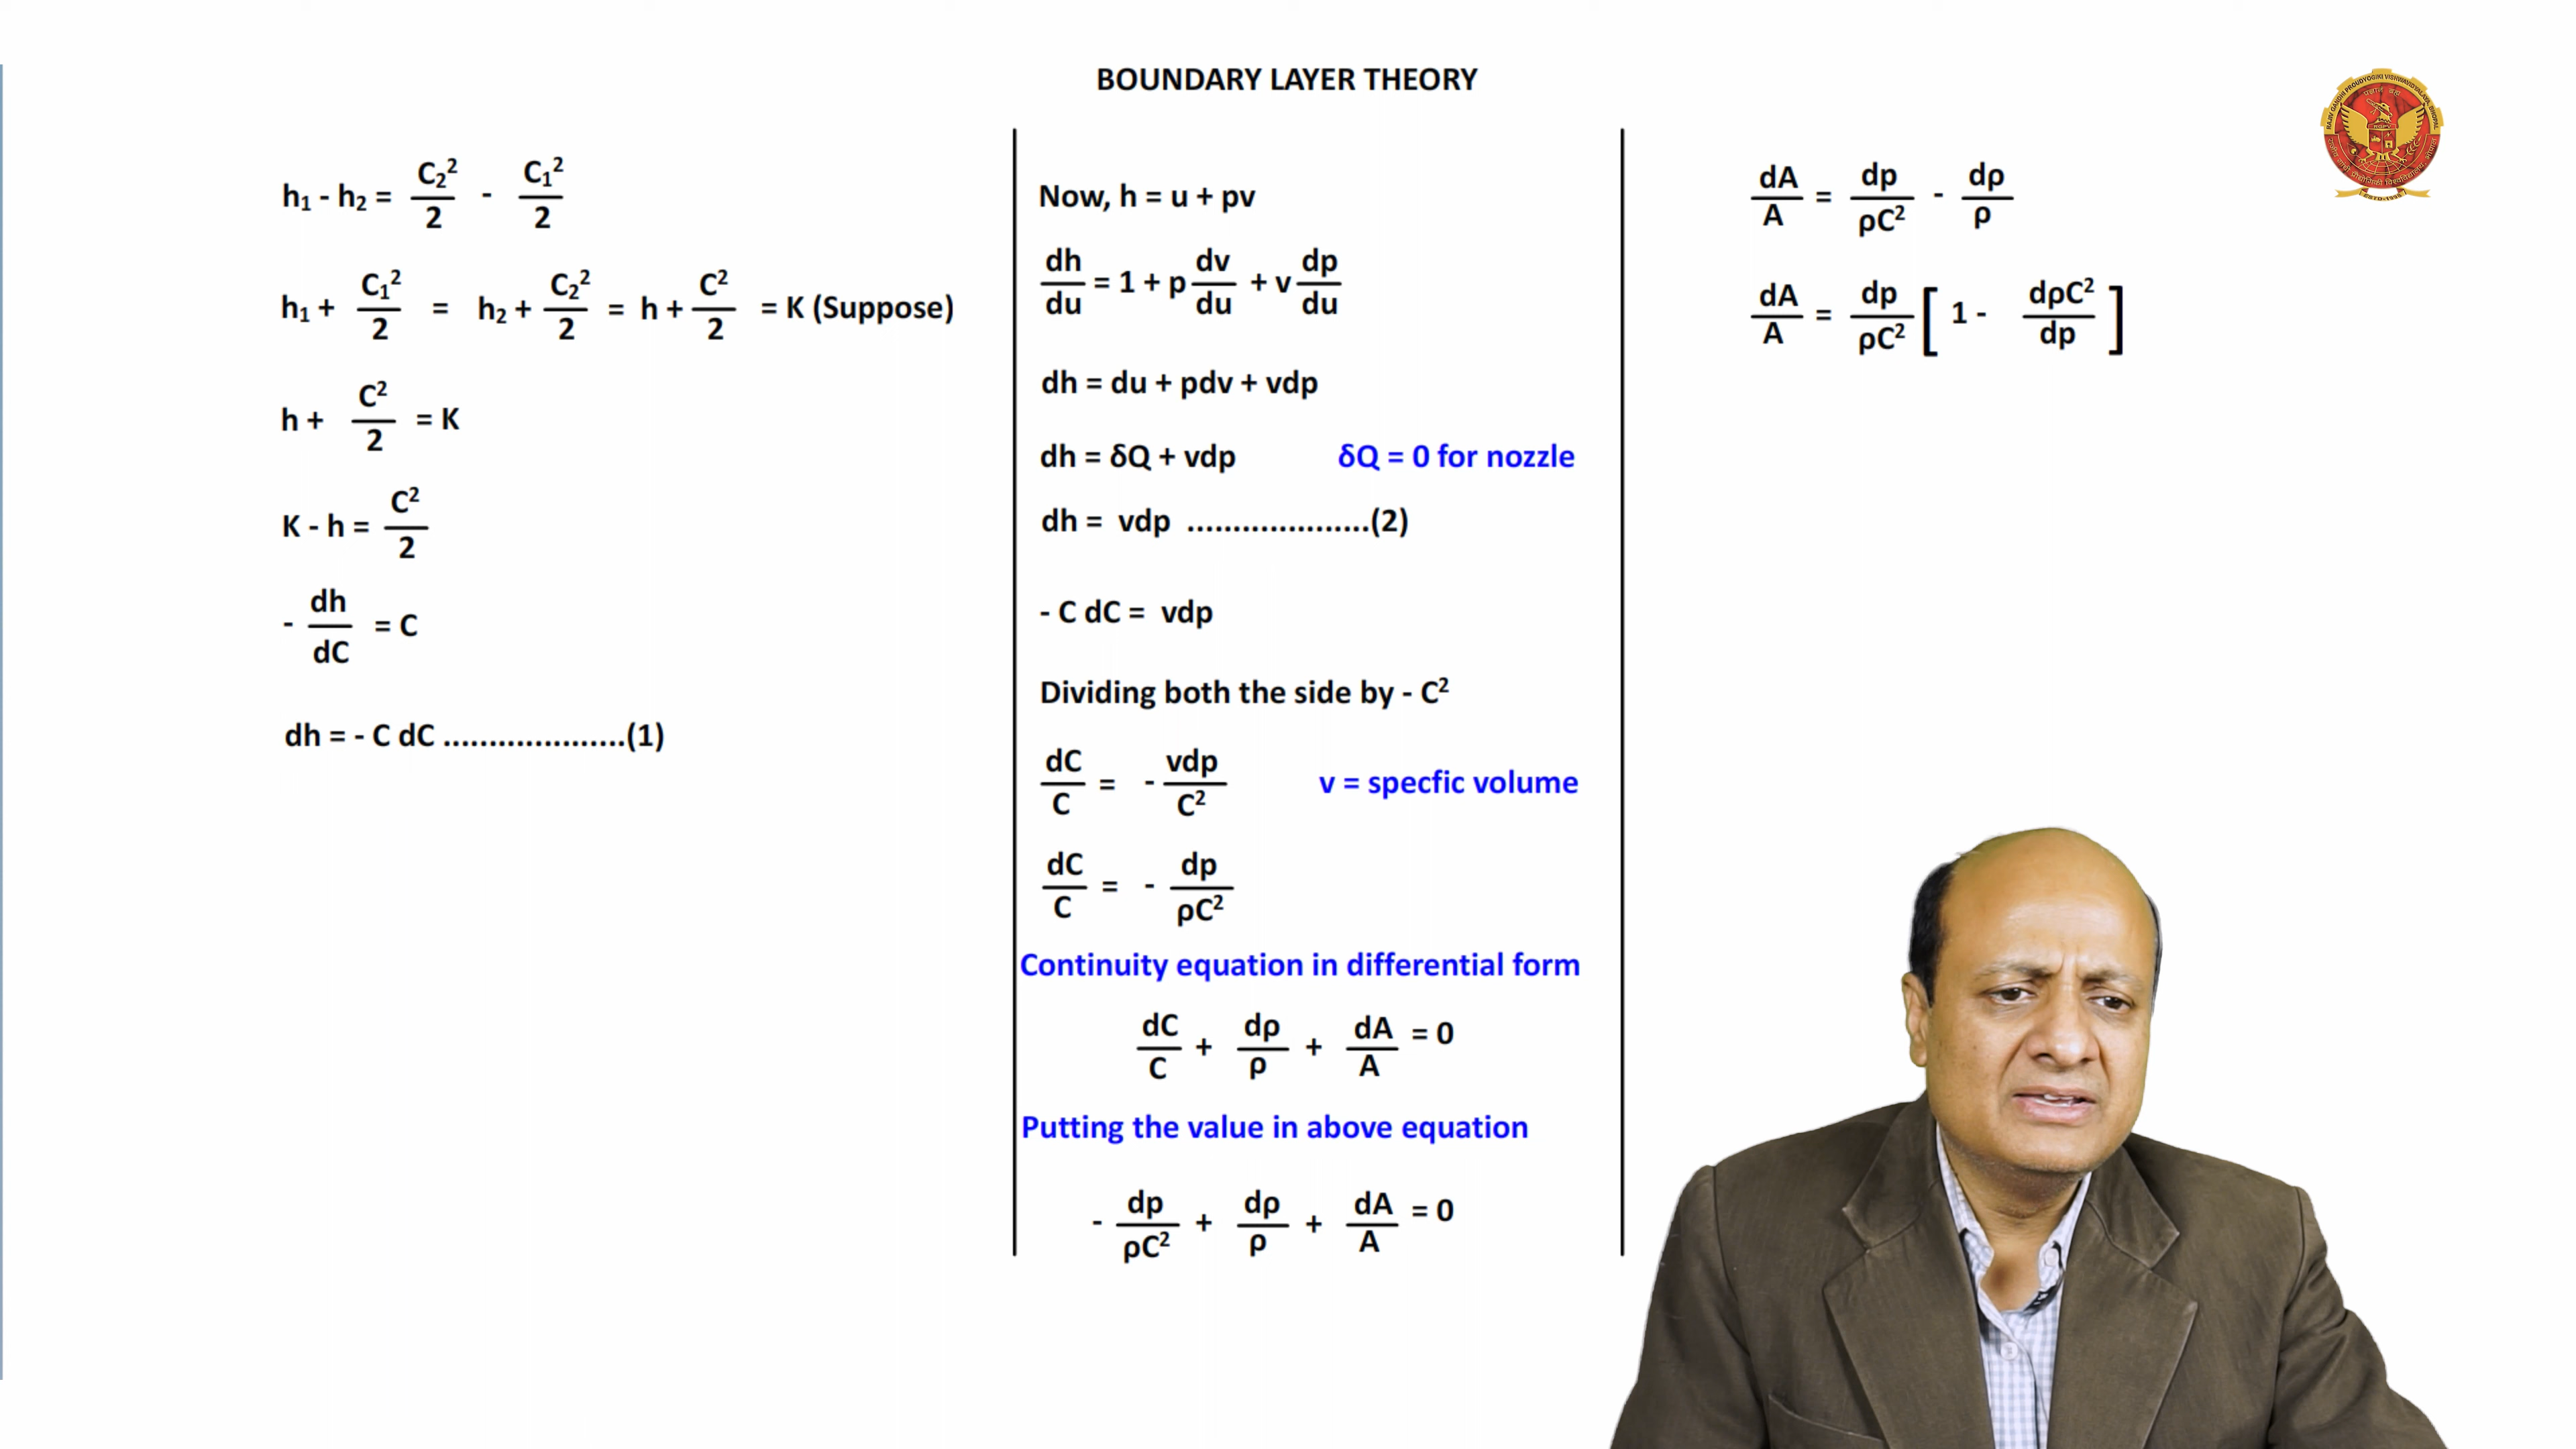 BOUNDARY LAYER THEORY
h₁ - h₂ = C₂²/2 - C₁²/2
h₁ + C₁²/2 = h₂ + C₂²/2 = h + C²/2 = K (Suppose)
h + C²/2 = K
K - h = C²/2
- dh/dC = C
dh = - C dC ....................(1)
Now, h = u + pv
dh/du = 1 + p dv/du + v dp/du
dh = du + pdv + vdp
dh = δQ + vdp δQ = 0 for nozzle
dh = vdp ....................(2)
- C dC = vdp
Dividing both the side by - C²
dC/C = - vdp/C² v = specfic volume
dC/C = - dp/ρC²
Continuity equation in differential form
dC/C + dρ/ρ + dA/A = 0
Putting the value in above equation
- dp/ρC² + dρ/ρ + dA/A = 0
dA/A = dp/ρC² - dρ/ρ
dA/A = dp/ρC² [ 1 - dρC²/dp ]
RAJIV GANDHI PROUDYOGIKI VISHWAVIDYALAYA, BHOPAL